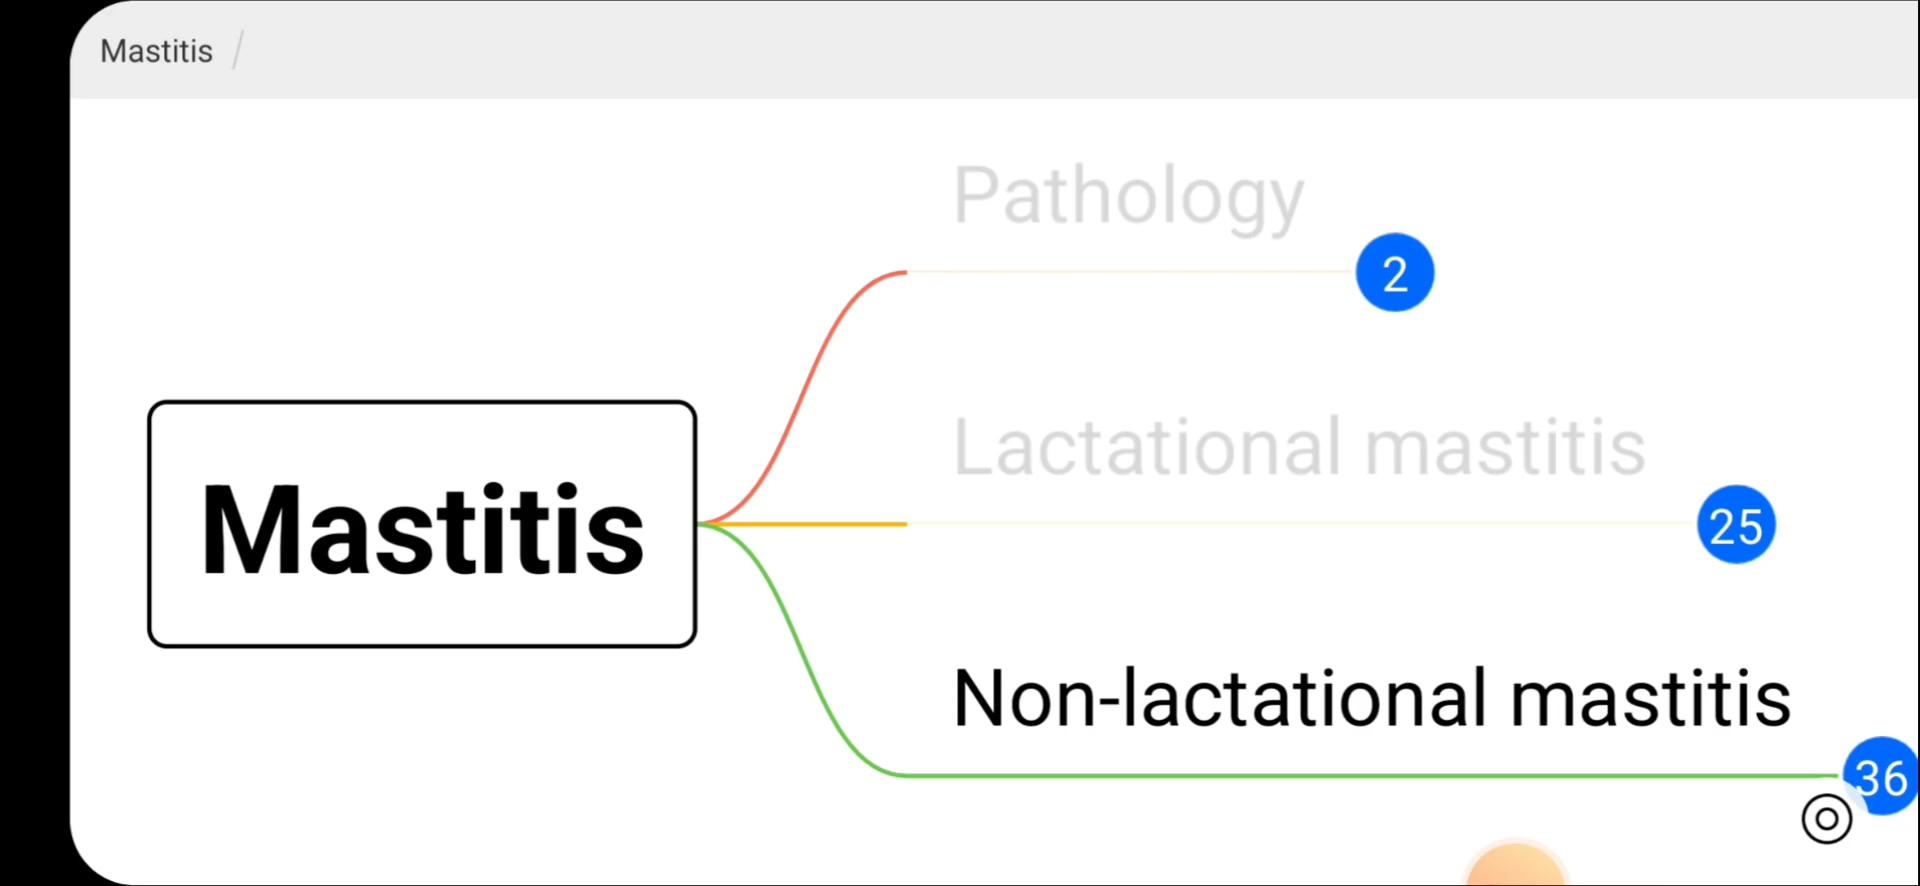 Mastitis /
Pathology
2
Lactational mastitis
25
Mastitis
Non-lactational mastitis
36